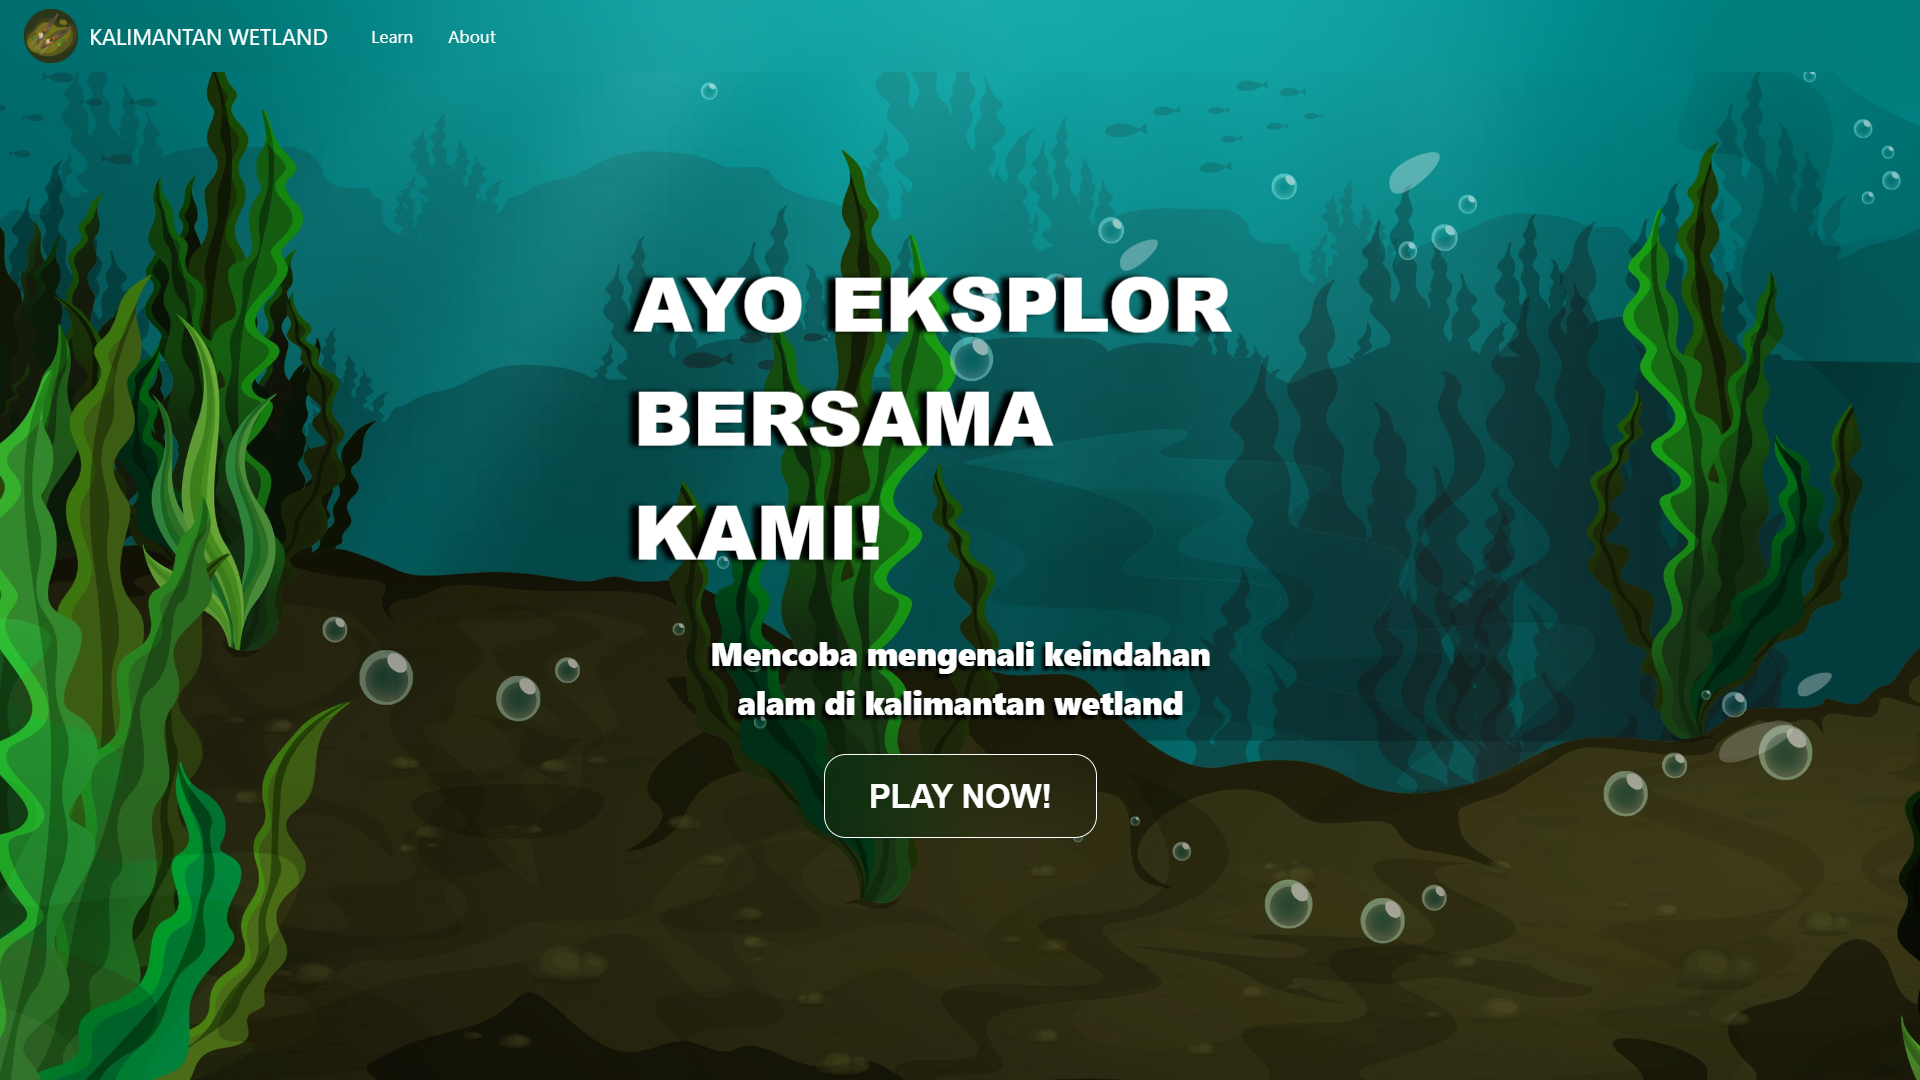 KALIMANTAN WETLAND Learn About
AYO EKSPLOR
BERSAMA
KAMI!
Mencoba mengenali keindahan
alam di kalimantan wetland
PLAY NOW!